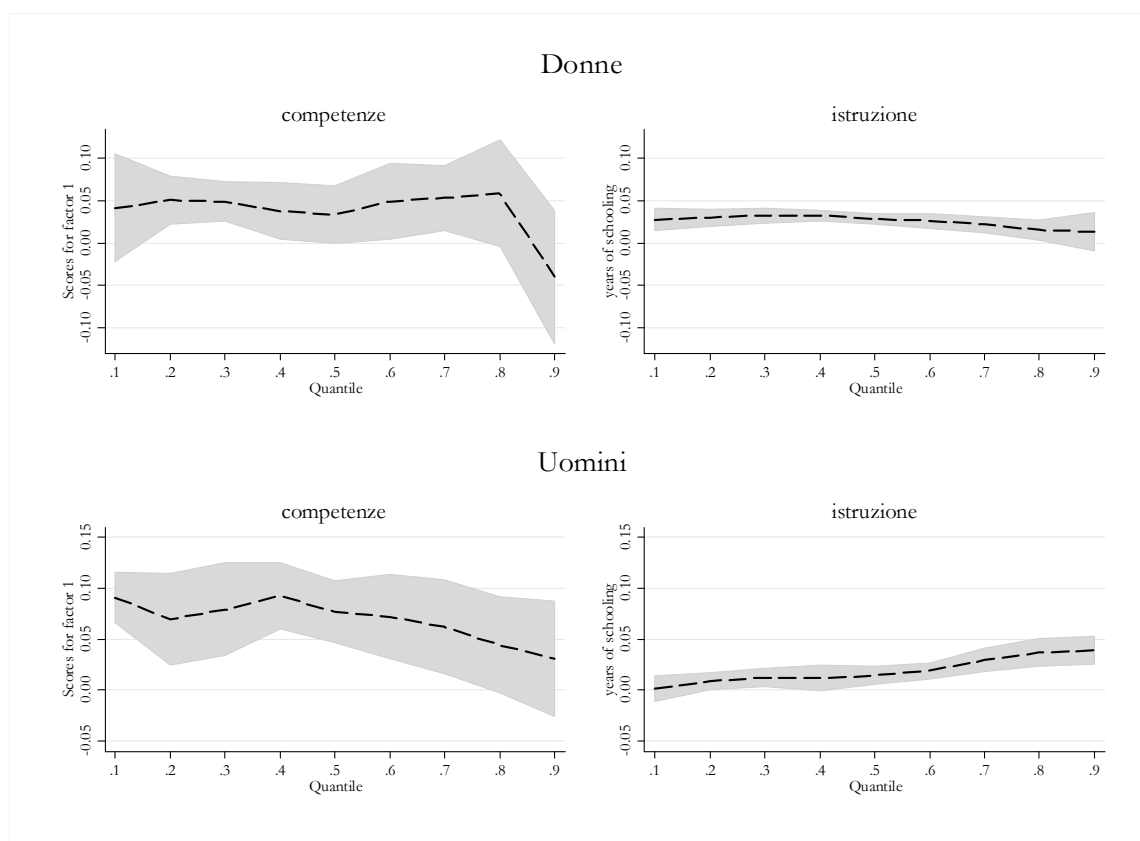 Donne
competenze
istruzione
Scores for factor 1
0.10
0.05
0.00
-0.05
-0.10
.1 .2 .3 .4 .5 .6 .7 .8 .9
Quantile
years of schooling
0.10
0.05
0.00
-0.05
-0.10
.1 .2 .3 .4 .5 .6 .7 .8 .9
Quantile
Uomini
competenze
istruzione
Scores for factor 1
0.15
0.10
0.05
0.00
-0.05
.1 .2 .3 .4 .5 .6 .7 .8 .9
Quantile
years of schooling
0.15
0.10
0.05
0.00
-0.05
.1 .2 .3 .4 .5 .6 .7 .8 .9
Quantile